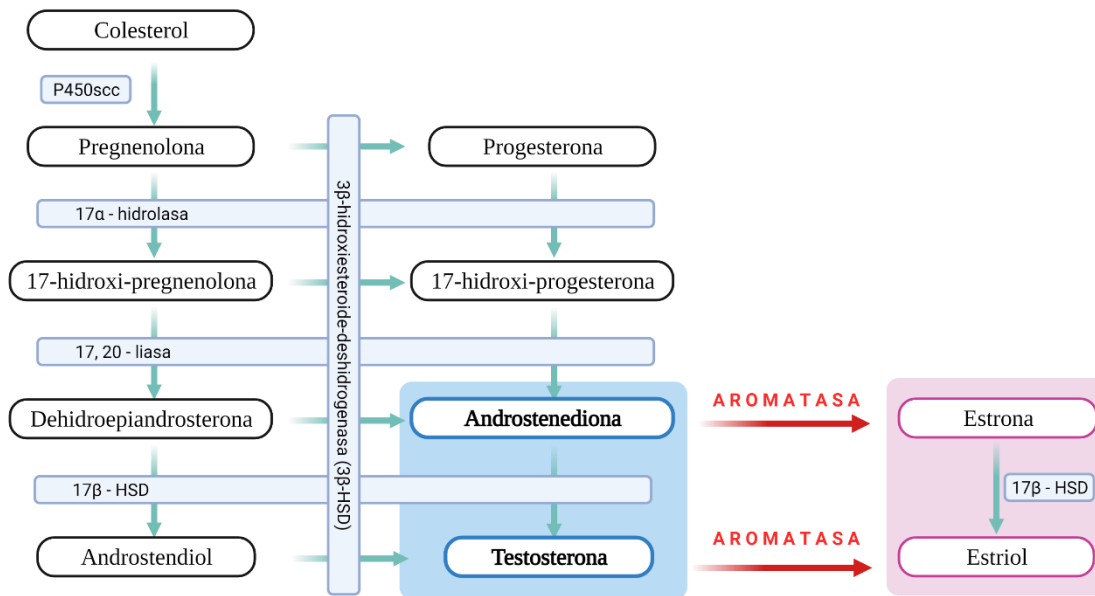 Colesterol
P450scc
Pregnenolona
Progesterona
3β-hidroxiesteroide-deshidrogenasa (3β-HSD)
17α - hidrolasa
17-hidroxi-pregnenolona
17-hidroxi-progesterona
17, 20 - liasa
Dehidroepiandrosterona
Androstenediona
AROMATASA
Estrona
17β - HSD
17β - HSD
Androstendiol
Testosterona
AROMATASA
Estriol